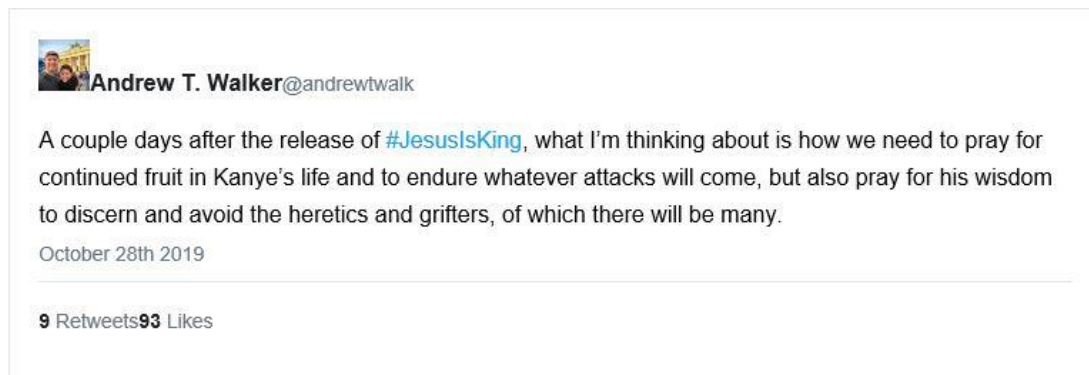 Andrew T. Walker@andrewtwalk
A couple days after the release of #JesusIsKing, what I’m thinking about is how we need to pray for
continued fruit in Kanye’s life and to endure whatever attacks will come, but also pray for his wisdom
to discern and avoid the heretics and grifters, of which there will be many.
October 28th 2019
9 Retweets93 Likes